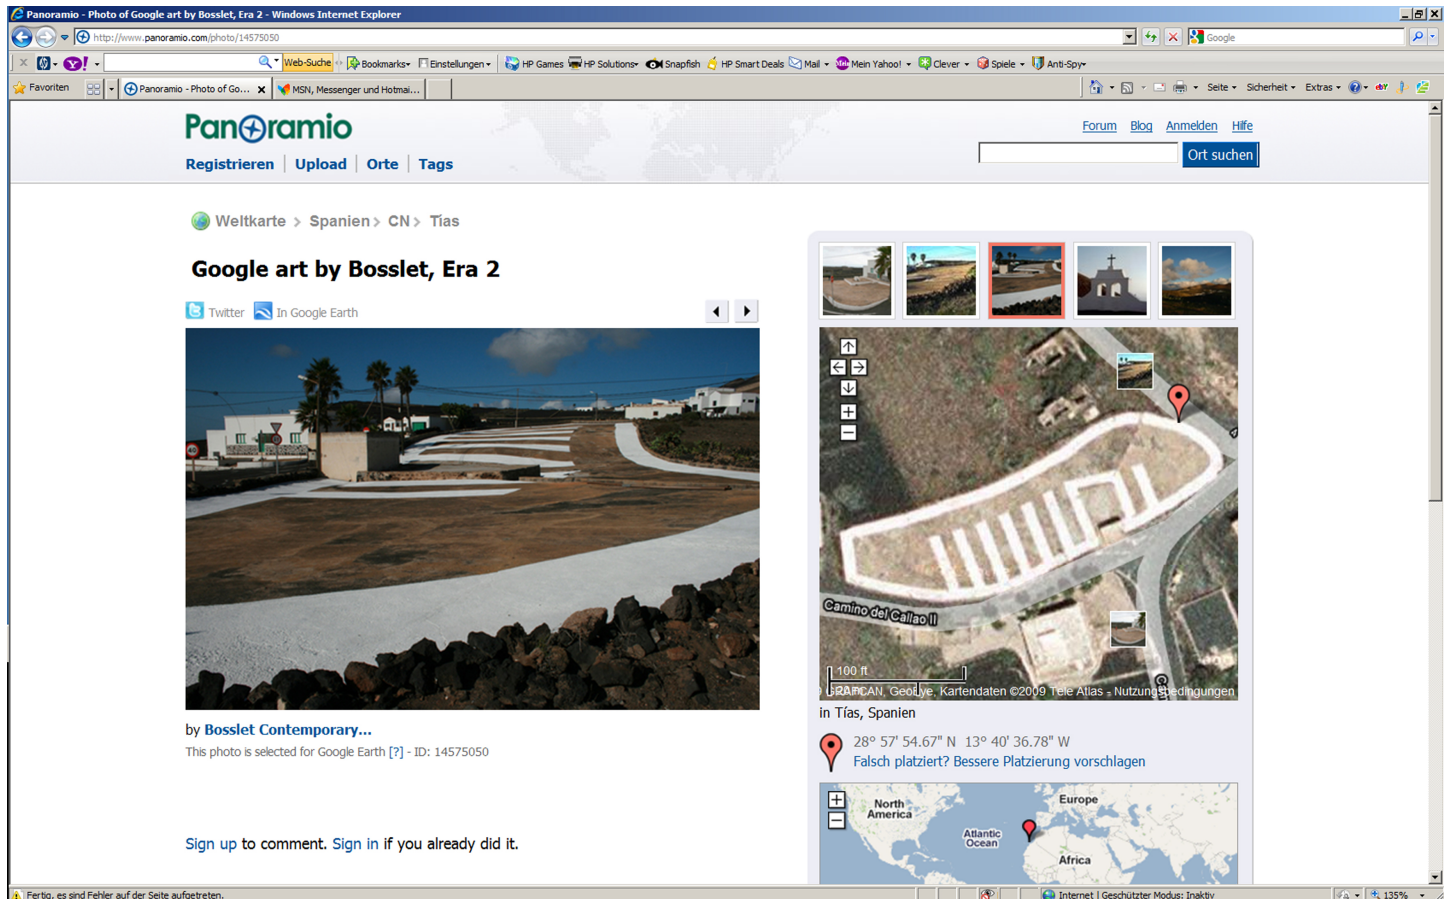 Panoramio - Photo of Google art by Bosslet, Era 2 - Windows Internet Explorer
http://www.panoramio.com/photo/14575050
Google
Web-Suche
Bookmarks
Einstellungen
HP Games
HP Solutions
Snapfish
HP Smart Deals
Mail
Mein Yahoo!
Clever
Spiele
Anti-Spy
Favoriten
Panoramio - Photo of Go...
MSN, Messenger und Hotmai...
Seite
Sicherheit
Extras
Panoramio
Forum Blog Anmelden Hilfe
Registrieren | Upload | Orte | Tags
Ort suchen
Weltkarte > Spanien > CN > Tías
Google art by Bosslet, Era 2
Twitter In Google Earth
40
Camino del Callao II
100 ft
GRAFCAN, GeoEye, Kartendaten ©2009 Tele Atlas - Nutzungsbedingungen
in Tías, Spanien
by Bosslet Contemporary...
This photo is selected for Google Earth [?] - ID: 14575050
28° 57' 54.67" N 13° 40' 36.78" W
Falsch platziert? Bessere Platzierung vorschlagen
North America
Europe
Atlantic Ocean
Africa
Sign up to comment. Sign in if you already did it.
Fertig, es sind Fehler auf der Seite aufgetreten.
Internet | Geschützter Modus: Inaktiv
135%